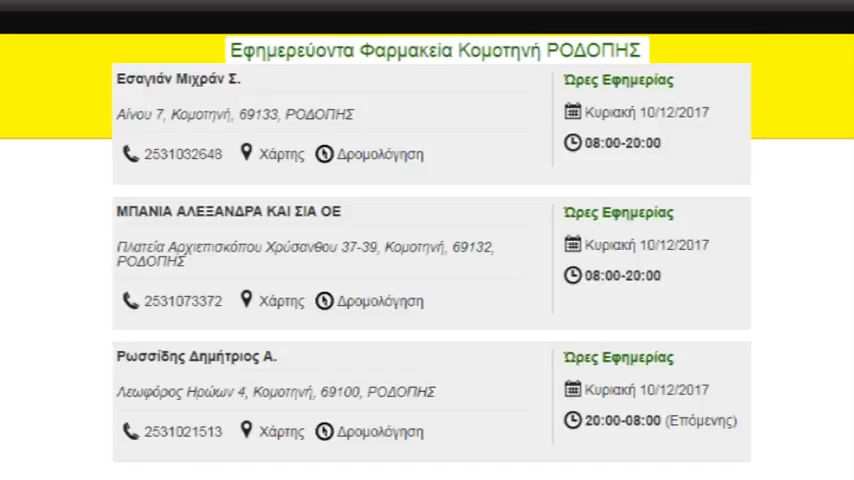 Εφημερεύοντα Φαρμακεία Κομοτηνή ΡΟΔΟΠΗΣ
Εσαγιάν Μιχράν Σ.
Αίνου 7, Κομοτηνή, 69133, ΡΟΔΟΠΗΣ
2531032648 Χάρτης Δρομολόγηση
Ώρες Εφημερίας
Κυριακή 10/12/2017
08:00-20:00
ΜΠΑΝΙΑ ΑΛΕΞΑΝΔΡΑ ΚΑΙ ΣΙΑ ΟΕ
Πλατεία Αρχιεπισκόπου Χρύσανθου 37-39, Κομοτηνή, 69132,
ΡΟΔΟΠΗΣ
2531073372 Χάρτης Δρομολόγηση
Ώρες Εφημερίας
Κυριακή 10/12/2017
08:00-20:00
Ρωσσίδης Δημήτριος Α.
Λεωφόρος Ηρώων 4, Κομοτηνή, 69100, ΡΟΔΟΠΗΣ
2531021513 Χάρτης Δρομολόγηση
Ώρες Εφημερίας
Κυριακή 10/12/2017
20:00-08:00 (Επόμενης)